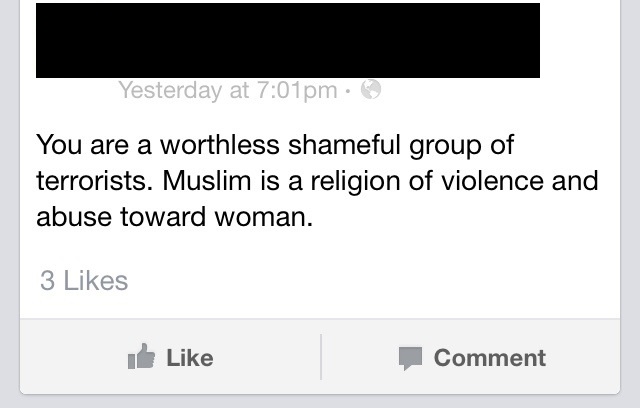 Yesterday at 7:01pm ·
You are a worthless shameful group of
terrorists. Muslim is a religion of violence and
abuse toward woman.
3 Likes
Like Comment